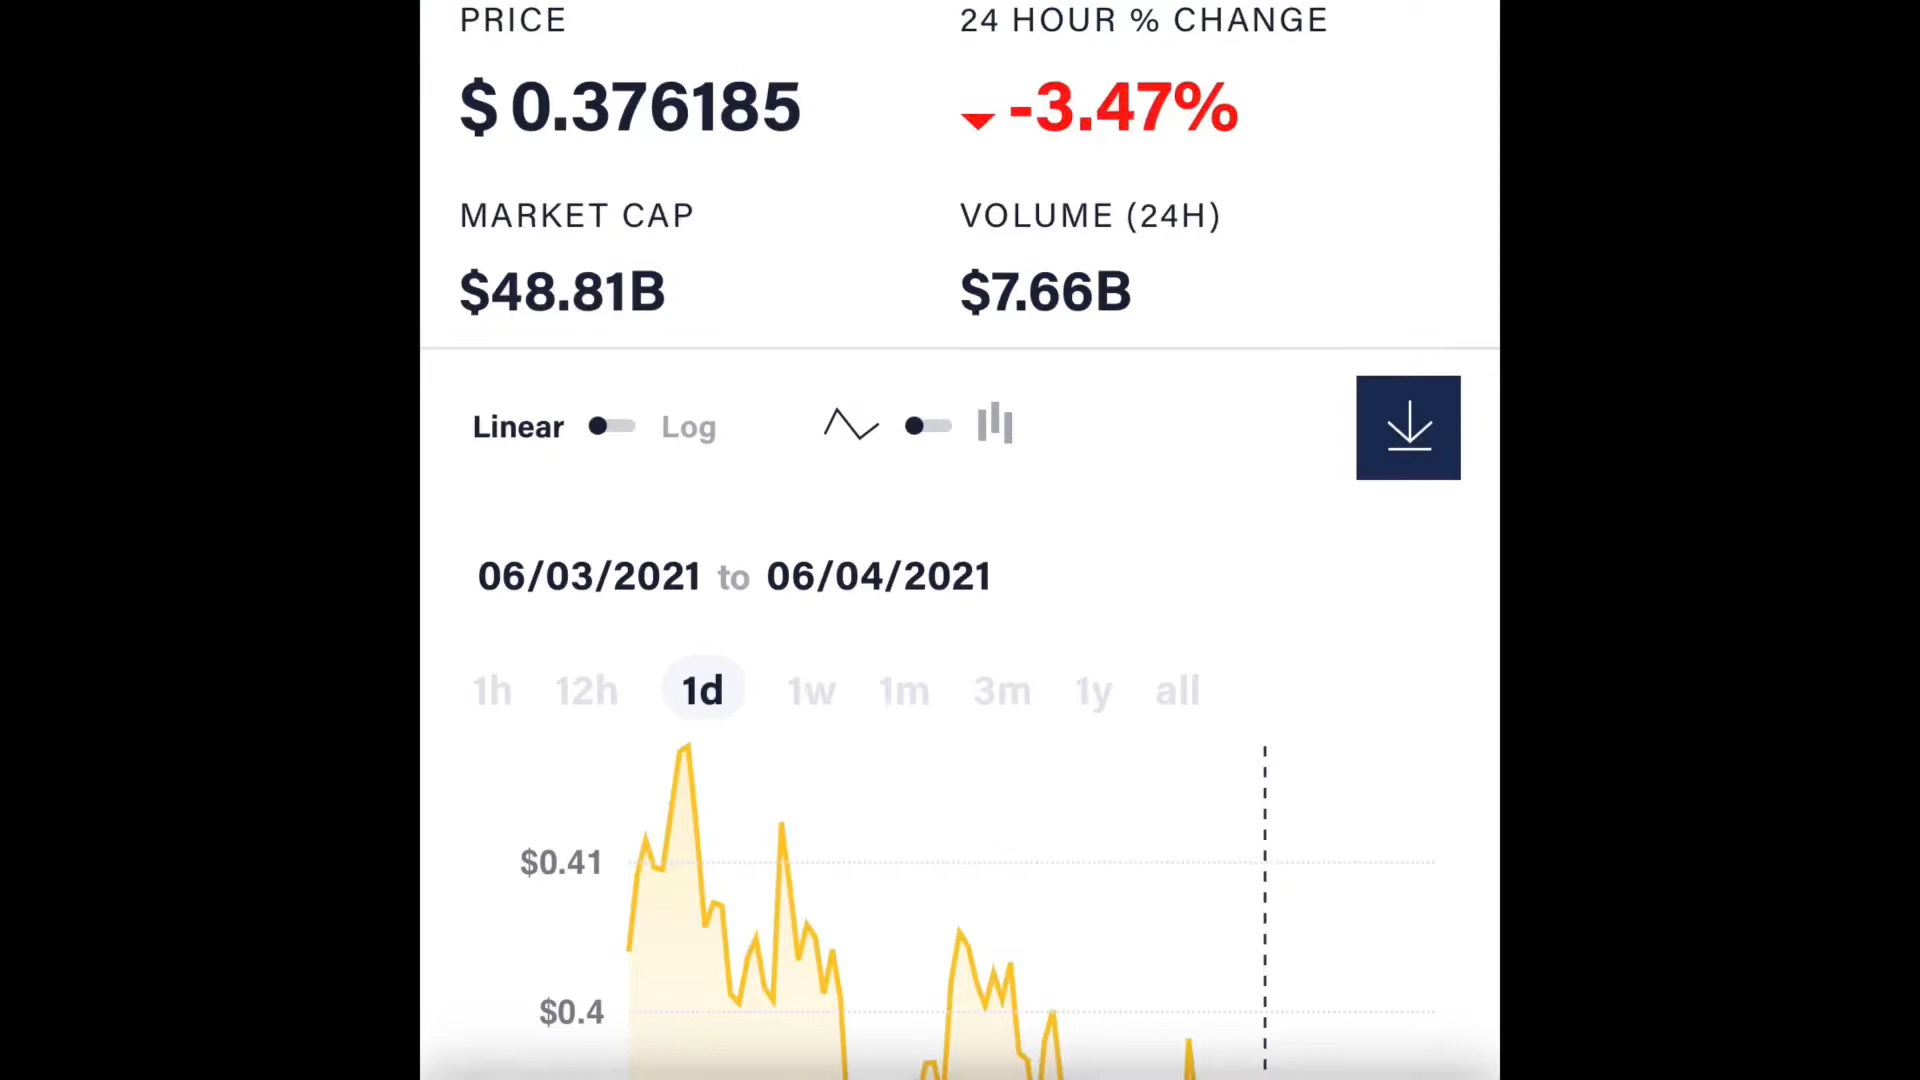 PRICE
24 HOUR % CHANGE
$ 0.376185
-3.47%
MARKET CAP
VOLUME (24H)
$48.81B
$7.66B
Linear
Log
06/03/2021 to 06/04/2021
1h 12h 1d 1w 1m 3m 1y all
$0.41
$0.4